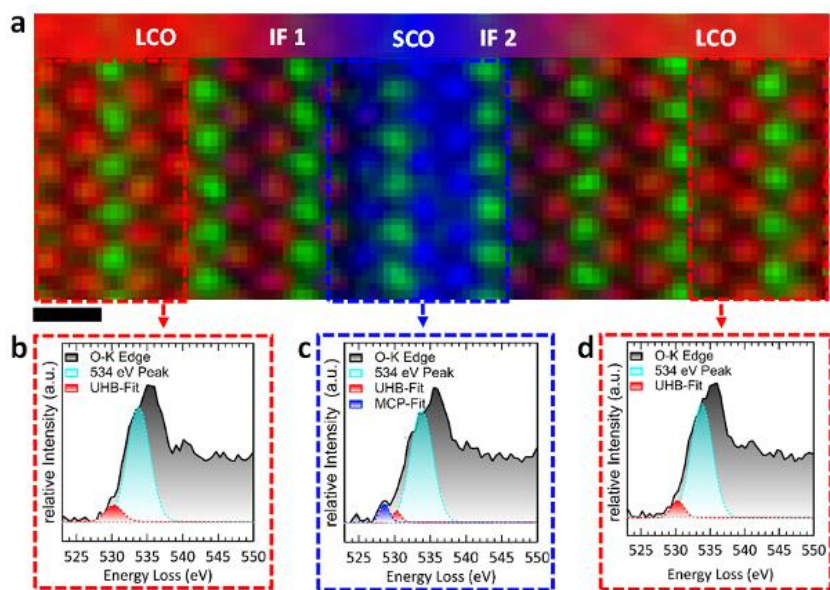 a
LCO IF 1 SCO IF 2 LCO
b
relative Intensity (a.u.)
O-K Edge
534 eV Peak
UHB-Fit
525 530 535 540 545 550
Energy Loss (eV)
c
relative Intensity (a.u.)
O-K Edge
534 eV Peak
UHB-Fit
MCP-Fit
525 530 535 540 545 550
Energy Loss (eV)
d
relative Intensity (a.u.)
O-K Edge
534 eV Peak
UHB-Fit
525 530 535 540 545 550
Energy Loss (eV)